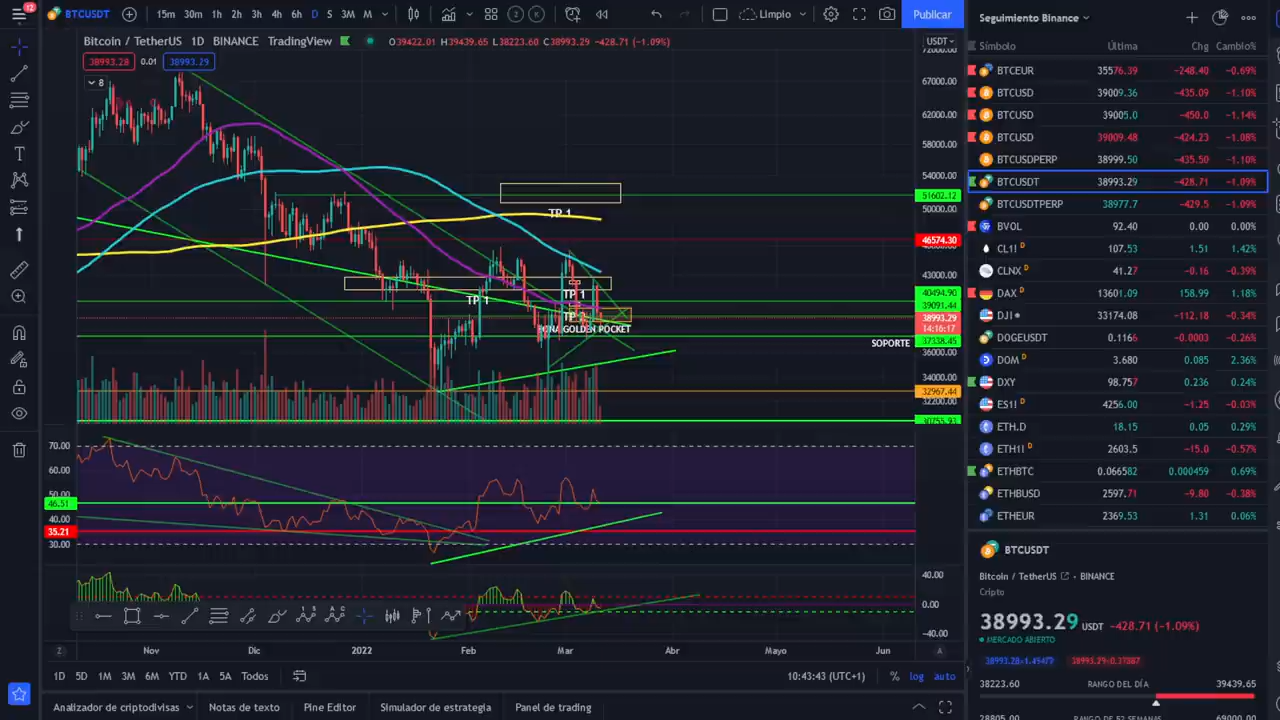 12
BTCUSDT
15m 30m 1h 2h 3h 4h 6h D S 3M M
2
K
Limpio
Publicar
Bitcoin / TetherUS 1D BINANCE TradingView O39422.01 H39439.65 L38223.60 C38993.29 -428.71 (-1.09%)
USDT
38993.28 0.01 38993.29
8
72000.00
67000.00
62000.00
58000.00
54000.00
51602.12
50000.00
46574.30
43000.00
40494.90
39091.44
38993.29
14:16:17
37338.45
36000.00
34000.00
32967.44
32200.00
30755.93
TP 1
TP 1
TP 1
GOLDEN POCKET
SOPORTE
70.00
60.00
50.00
46.51
40.00
35.21
30.00
40.00
0.00
-40.00
Z
Nov Dic 2022 Feb Mar Abr Mayo Jun
A
1D 5D 1M 3M 6M YTD 1A 5A Todos
10:43:43 (UTC+1) % log auto
Analizador de criptodivisas Notas de texto Pine Editor Simulador de estrategia Panel de trading
Seguimiento Binance
Símbolo Última Chg Cambio%
BTCEUR 35576.39 -248.40 -0.69%
BTCUSD 39009.36 -435.09 -1.10%
BTCUSD 39005.0 -450.0 -1.14%
BTCUSD 39009.48 -424.23 -1.08%
BTCUSDPERP 38999.50 -435.50 -1.10%
BTCUSDT 38993.29 -428.71 -1.09%
BTCUSDTPERP 38977.7 -429.5 -1.09%
BVOL 92.40 0.00 0.00%
CL1! D 107.53 1.51 1.42%
CLNX D 41.27 -0.16 -0.39%
DAX D 13601.09 158.99 1.18%
DJI 33174.08 -112.18 -0.34%
DOGEUSDT 0.1166 -0.0003 -0.26%
DOM D 3.680 0.085 2.36%
DXY 98.757 0.236 0.24%
ES1! D 4256.00 -1.25 -0.03%
ETH.D 18.15 0.05 0.29%
ETH1! D 2603.5 -15.0 -0.57%
ETHBTC 0.066582 0.000459 0.69%
ETHBUSD 2597.71 -9.80 -0.38%
ETHEUR 2369.53 1.31 0.06%
BTCUSDT
Bitcoin / TetherUS • BINANCE
Cripto
38993.29 USDT -428.71 (-1.09%)
MERCADO ABIERTO
38223.60 RANGO DEL DÍA 39439.65
28805.00 RANGO DE 52 SEMANAS 69000.00